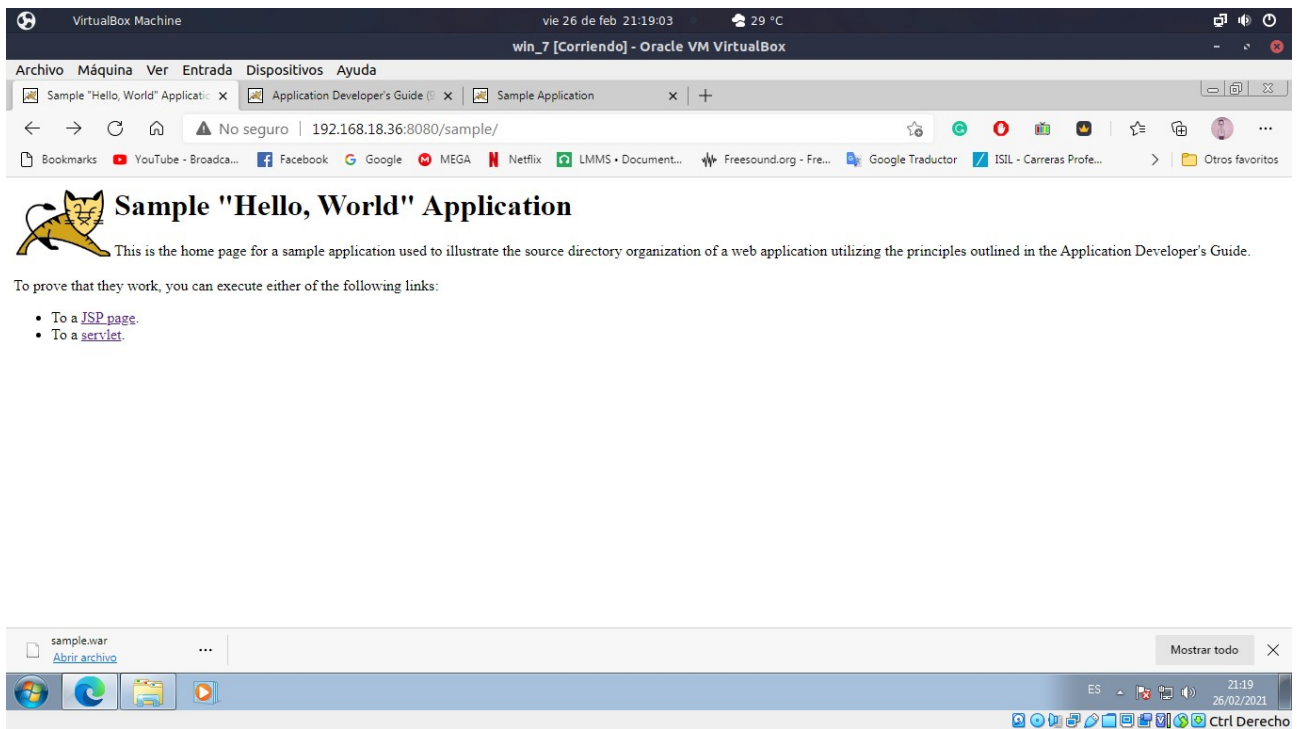 VirtualBox Machine vie 26 de feb 21:19:03 29 °C
win_7 [Corriendo] - Oracle VM VirtualBox
Archivo Máquina Ver Entrada Dispositivos Ayuda
Sample "Hello, World" Applicatic Application Developer's Guide (9 Sample Application
No seguro 192.168.18.36:8080/sample/
Bookmarks YouTube - Broadca... Facebook Google MEGA Netflix LMMS • Document... Freesound.org - Fre... Google Traductor ISIL - Carreras Profe... Otros favoritos
Sample "Hello, World" Application
This is the home page for a sample application used to illustrate the source directory organization of a web application utilizing the principles outlined in the Application Developer's Guide.
To prove that they work, you can execute either of the following links:
• To a JSP page.
• To a servlet.
sample.war
Abrir archivo
Mostrar todo
ES 21:19
26/02/2021
Ctrl Derecho